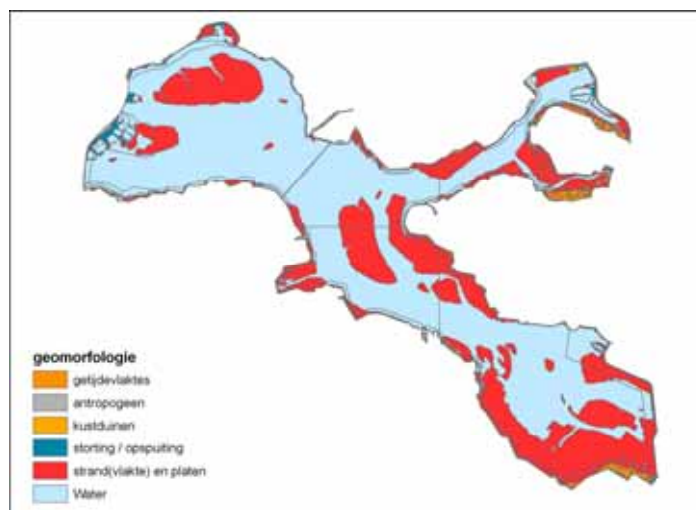 geomorfologie
getijdevlaktes
antropogeen
kustduinen
storting / opspuiting
strand(vlakte) en platen
Water